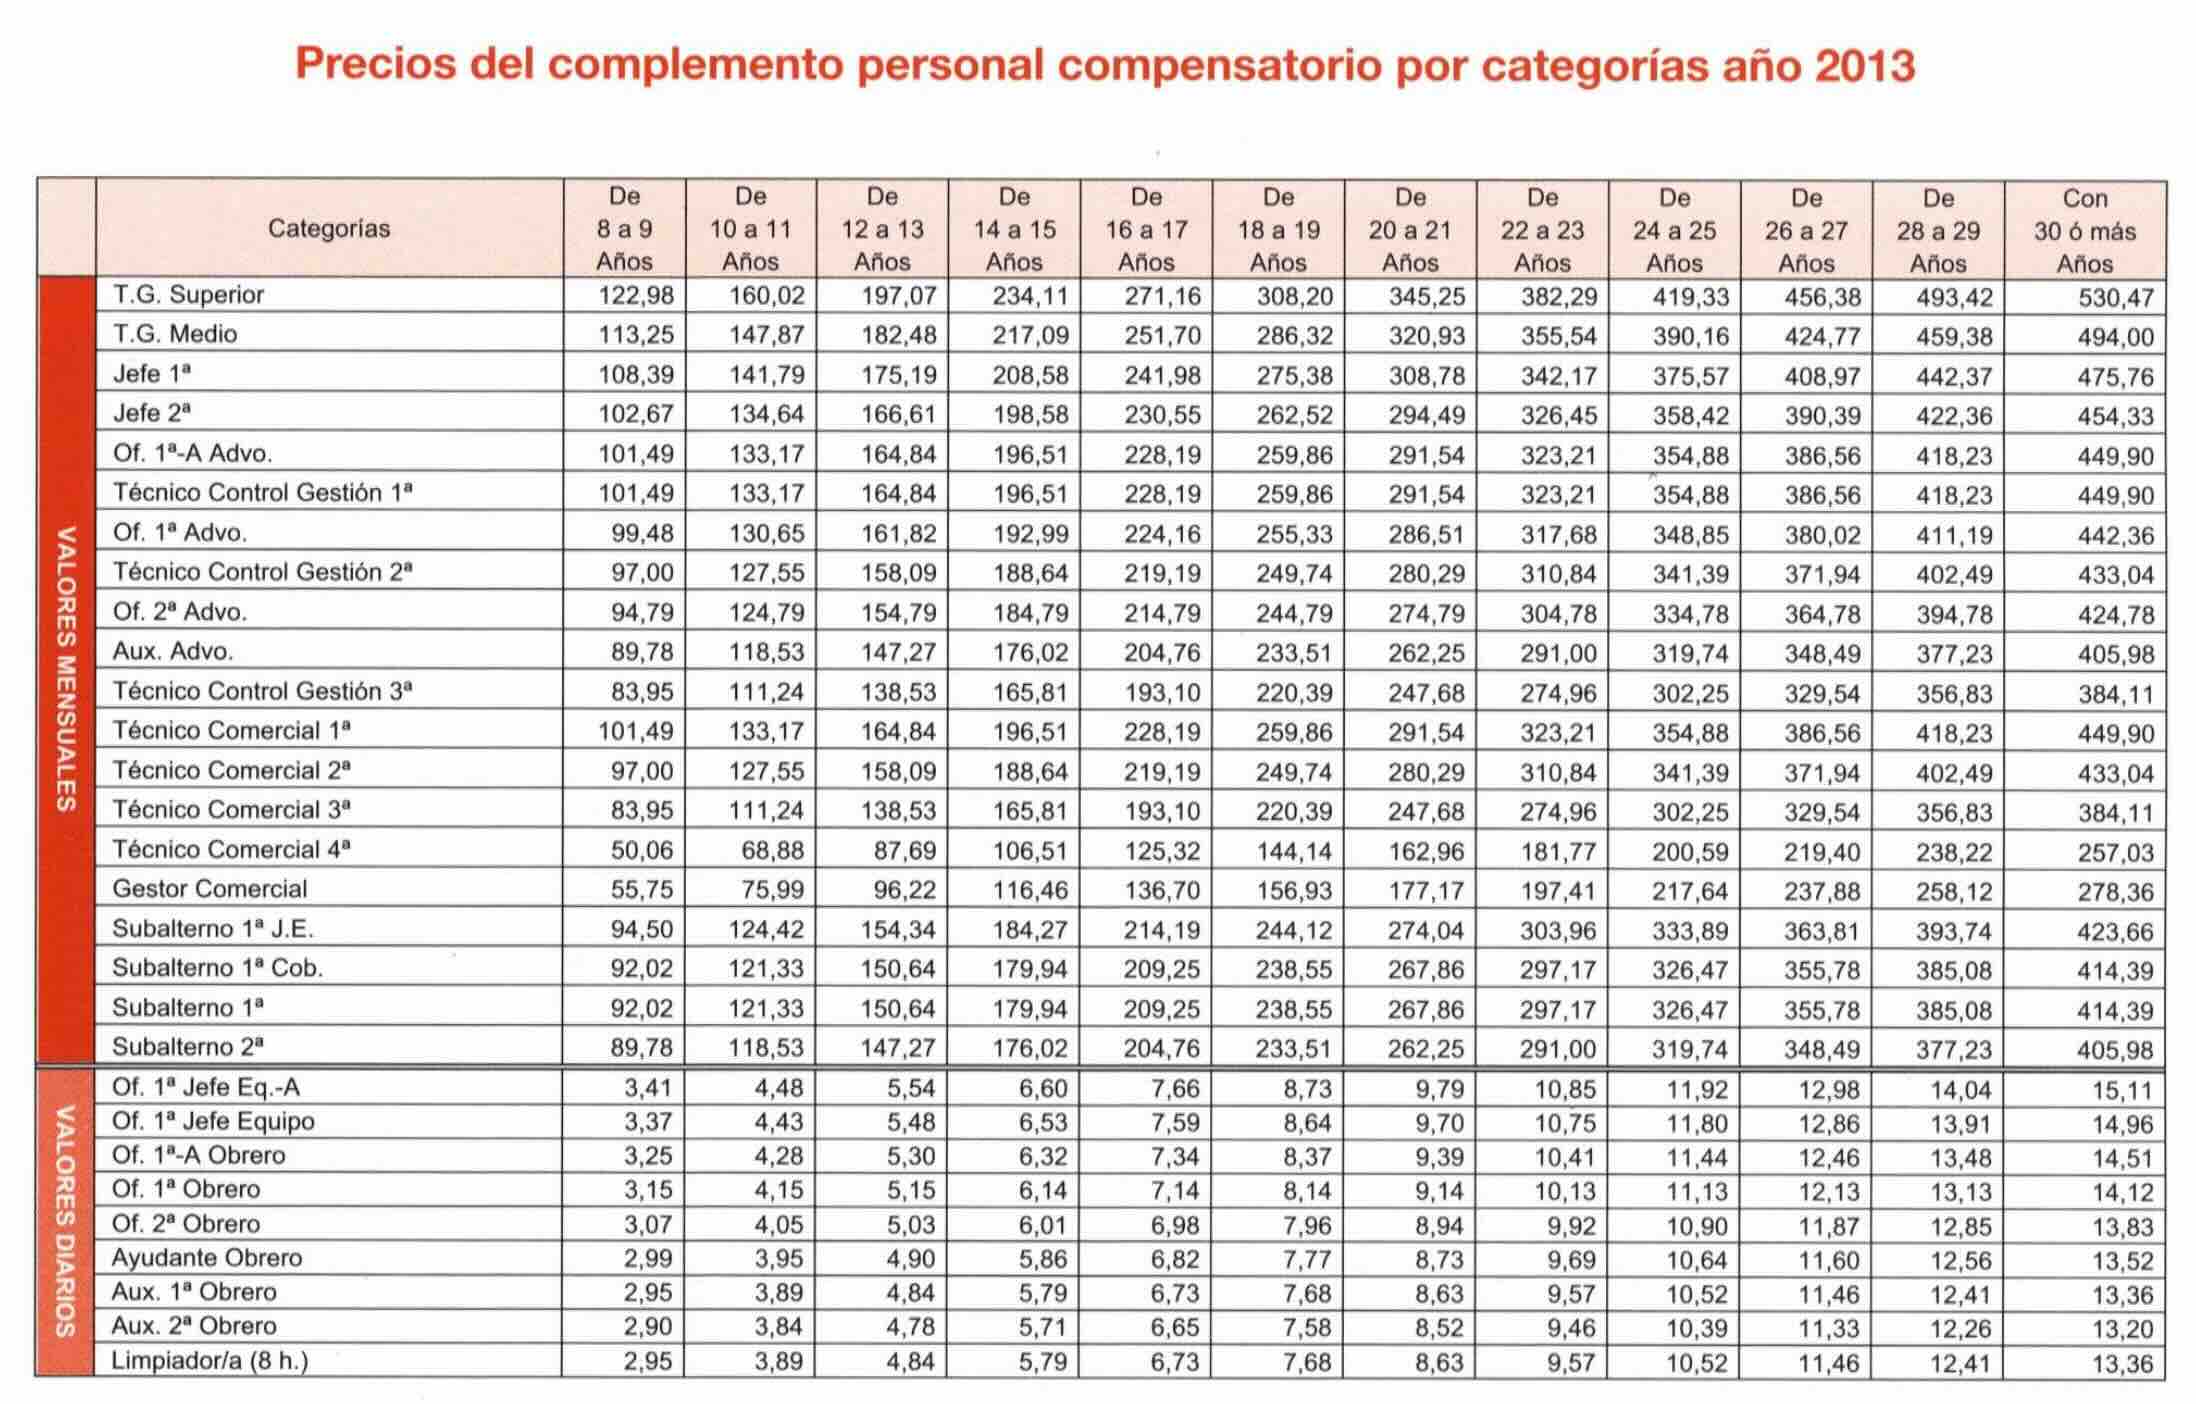 Precios del complemento personal compensatorio por categorías año 2013
Categorías De 8 a 9 Años De 10 a 11 Años De 12 a 13 Años De 14 a 15 Años De 16 a 17 Años De 18 a 19 Años De 20 a 21 Años De 22 a 23 Años De 24 a 25 Años De 26 a 27 Años De 28 a 29 Años Con 30 ó más Años
VALORES MENSUALES
T.G. Superior 122,98 160,02 197,07 234,11 271,16 308,20 345,25 382,29 419,33 456,38 493,42 530,47
T.G. Medio 113,25 147,87 182,48 217,09 251,70 286,32 320,93 355,54 390,16 424,77 459,38 494,00
Jefe 1ª 108,39 141,79 175,19 208,58 241,98 275,38 308,78 342,17 375,57 408,97 442,37 475,76
Jefe 2ª 102,67 134,64 166,61 198,58 230,55 262,52 294,49 326,45 358,42 390,39 422,36 454,33
Of. 1ª-A Advo. 101,49 133,17 164,84 196,51 228,19 259,86 291,54 323,21 354,88 386,56 418,23 449,90
Técnico Control Gestión 1ª 101,49 133,17 164,84 196,51 228,19 259,86 291,54 323,21 354,88 386,56 418,23 449,90
Of. 1ª Advo. 99,48 130,65 161,82 192,99 224,16 255,33 286,51 317,68 348,85 380,02 411,19 442,36
Técnico Control Gestión 2ª 97,00 127,55 158,09 188,64 219,19 249,74 280,29 310,84 341,39 371,94 402,49 433,04
Of. 2ª Advo. 94,79 124,79 154,79 184,79 214,79 244,79 274,79 304,78 334,78 364,78 394,78 424,78
Aux. Advo. 89,78 118,53 147,27 176,02 204,76 233,51 262,25 291,00 319,74 348,49 377,23 405,98
Técnico Control Gestión 3ª 83,95 111,24 138,53 165,81 193,10 220,39 247,68 274,96 302,25 329,54 356,83 384,11
Técnico Comercial 1ª 101,49 133,17 164,84 196,51 228,19 259,86 291,54 323,21 354,88 386,56 418,23 449,90
Técnico Comercial 2ª 97,00 127,55 158,09 188,64 219,19 249,74 280,29 310,84 341,39 371,94 402,49 433,04
Técnico Comercial 3ª 83,95 111,24 138,53 165,81 193,10 220,39 247,68 274,96 302,25 329,54 356,83 384,11
Técnico Comercial 4ª 50,06 68,88 87,69 106,51 125,32 144,14 162,96 181,77 200,59 219,40 238,22 257,03
Gestor Comercial 55,75 75,99 96,22 116,46 136,70 156,93 177,17 197,41 217,64 237,88 258,12 278,36
Subalterno 1ª J.E. 94,50 124,42 154,34 184,27 214,19 244,12 274,04 303,96 333,89 363,81 393,74 423,66
Subalterno 1ª Cob. 92,02 121,33 150,64 179,94 209,25 238,55 267,86 297,17 326,47 355,78 385,08 414,39
Subalterno 1ª 92,02 121,33 150,64 179,94 209,25 238,55 267,86 297,17 326,47 355,78 385,08 414,39
Subalterno 2ª 89,78 118,53 147,27 176,02 204,76 233,51 262,25 291,00 319,74 348,49 377,23 405,98
VALORES DIARIOS
Of. 1ª Jefe Eq.-A 3,41 4,48 5,54 6,60 7,66 8,73 9,79 10,85 11,92 12,98 14,04 15,11
Of. 1ª Jefe Equipo 3,37 4,43 5,48 6,53 7,59 8,64 9,70 10,75 11,80 12,86 13,91 14,96
Of. 1ª-A Obrero 3,25 4,28 5,30 6,32 7,34 8,37 9,39 10,41 11,44 12,46 13,48 14,51
Of. 1ª Obrero 3,15 4,15 5,15 6,14 7,14 8,14 9,14 10,13 11,13 12,13 13,13 14,12
Of. 2ª Obrero 3,07 4,05 5,03 6,01 6,98 7,96 8,94 9,92 10,90 11,87 12,85 13,83
Ayudante Obrero 2,99 3,95 4,90 5,86 6,82 7,77 8,73 9,69 10,64 11,60 12,56 13,52
Aux. 1ª Obrero 2,95 3,89 4,84 5,79 6,73 7,68 8,63 9,57 10,52 11,46 12,41 13,36
Aux. 2ª Obrero 2,90 3,84 4,78 5,71 6,65 7,58 8,52 9,46 10,39 11,33 12,26 13,20
Limpiador/a (8 h.) 2,95 3,89 4,84 5,79 6,73 7,68 8,63 9,57 10,52 11,46 12,41 13,36